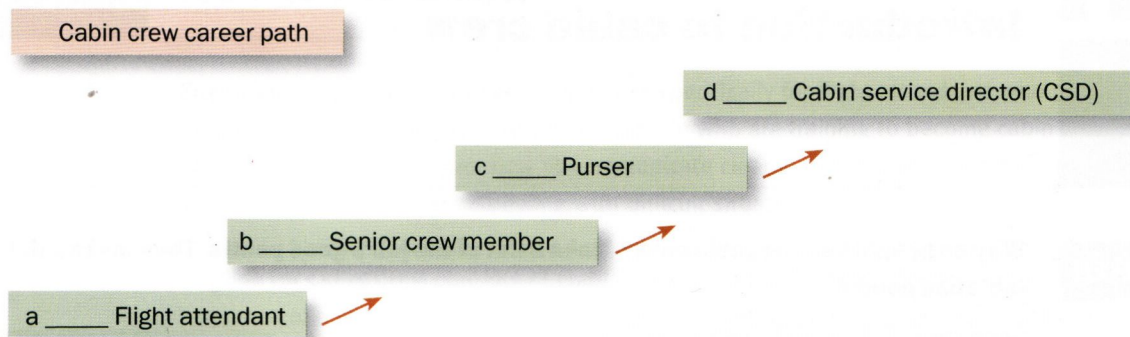 Cabin crew career path
d _____ Cabin service director (CSD)
c _____ Purser
b _____ Senior crew member
a _____ Flight attendant